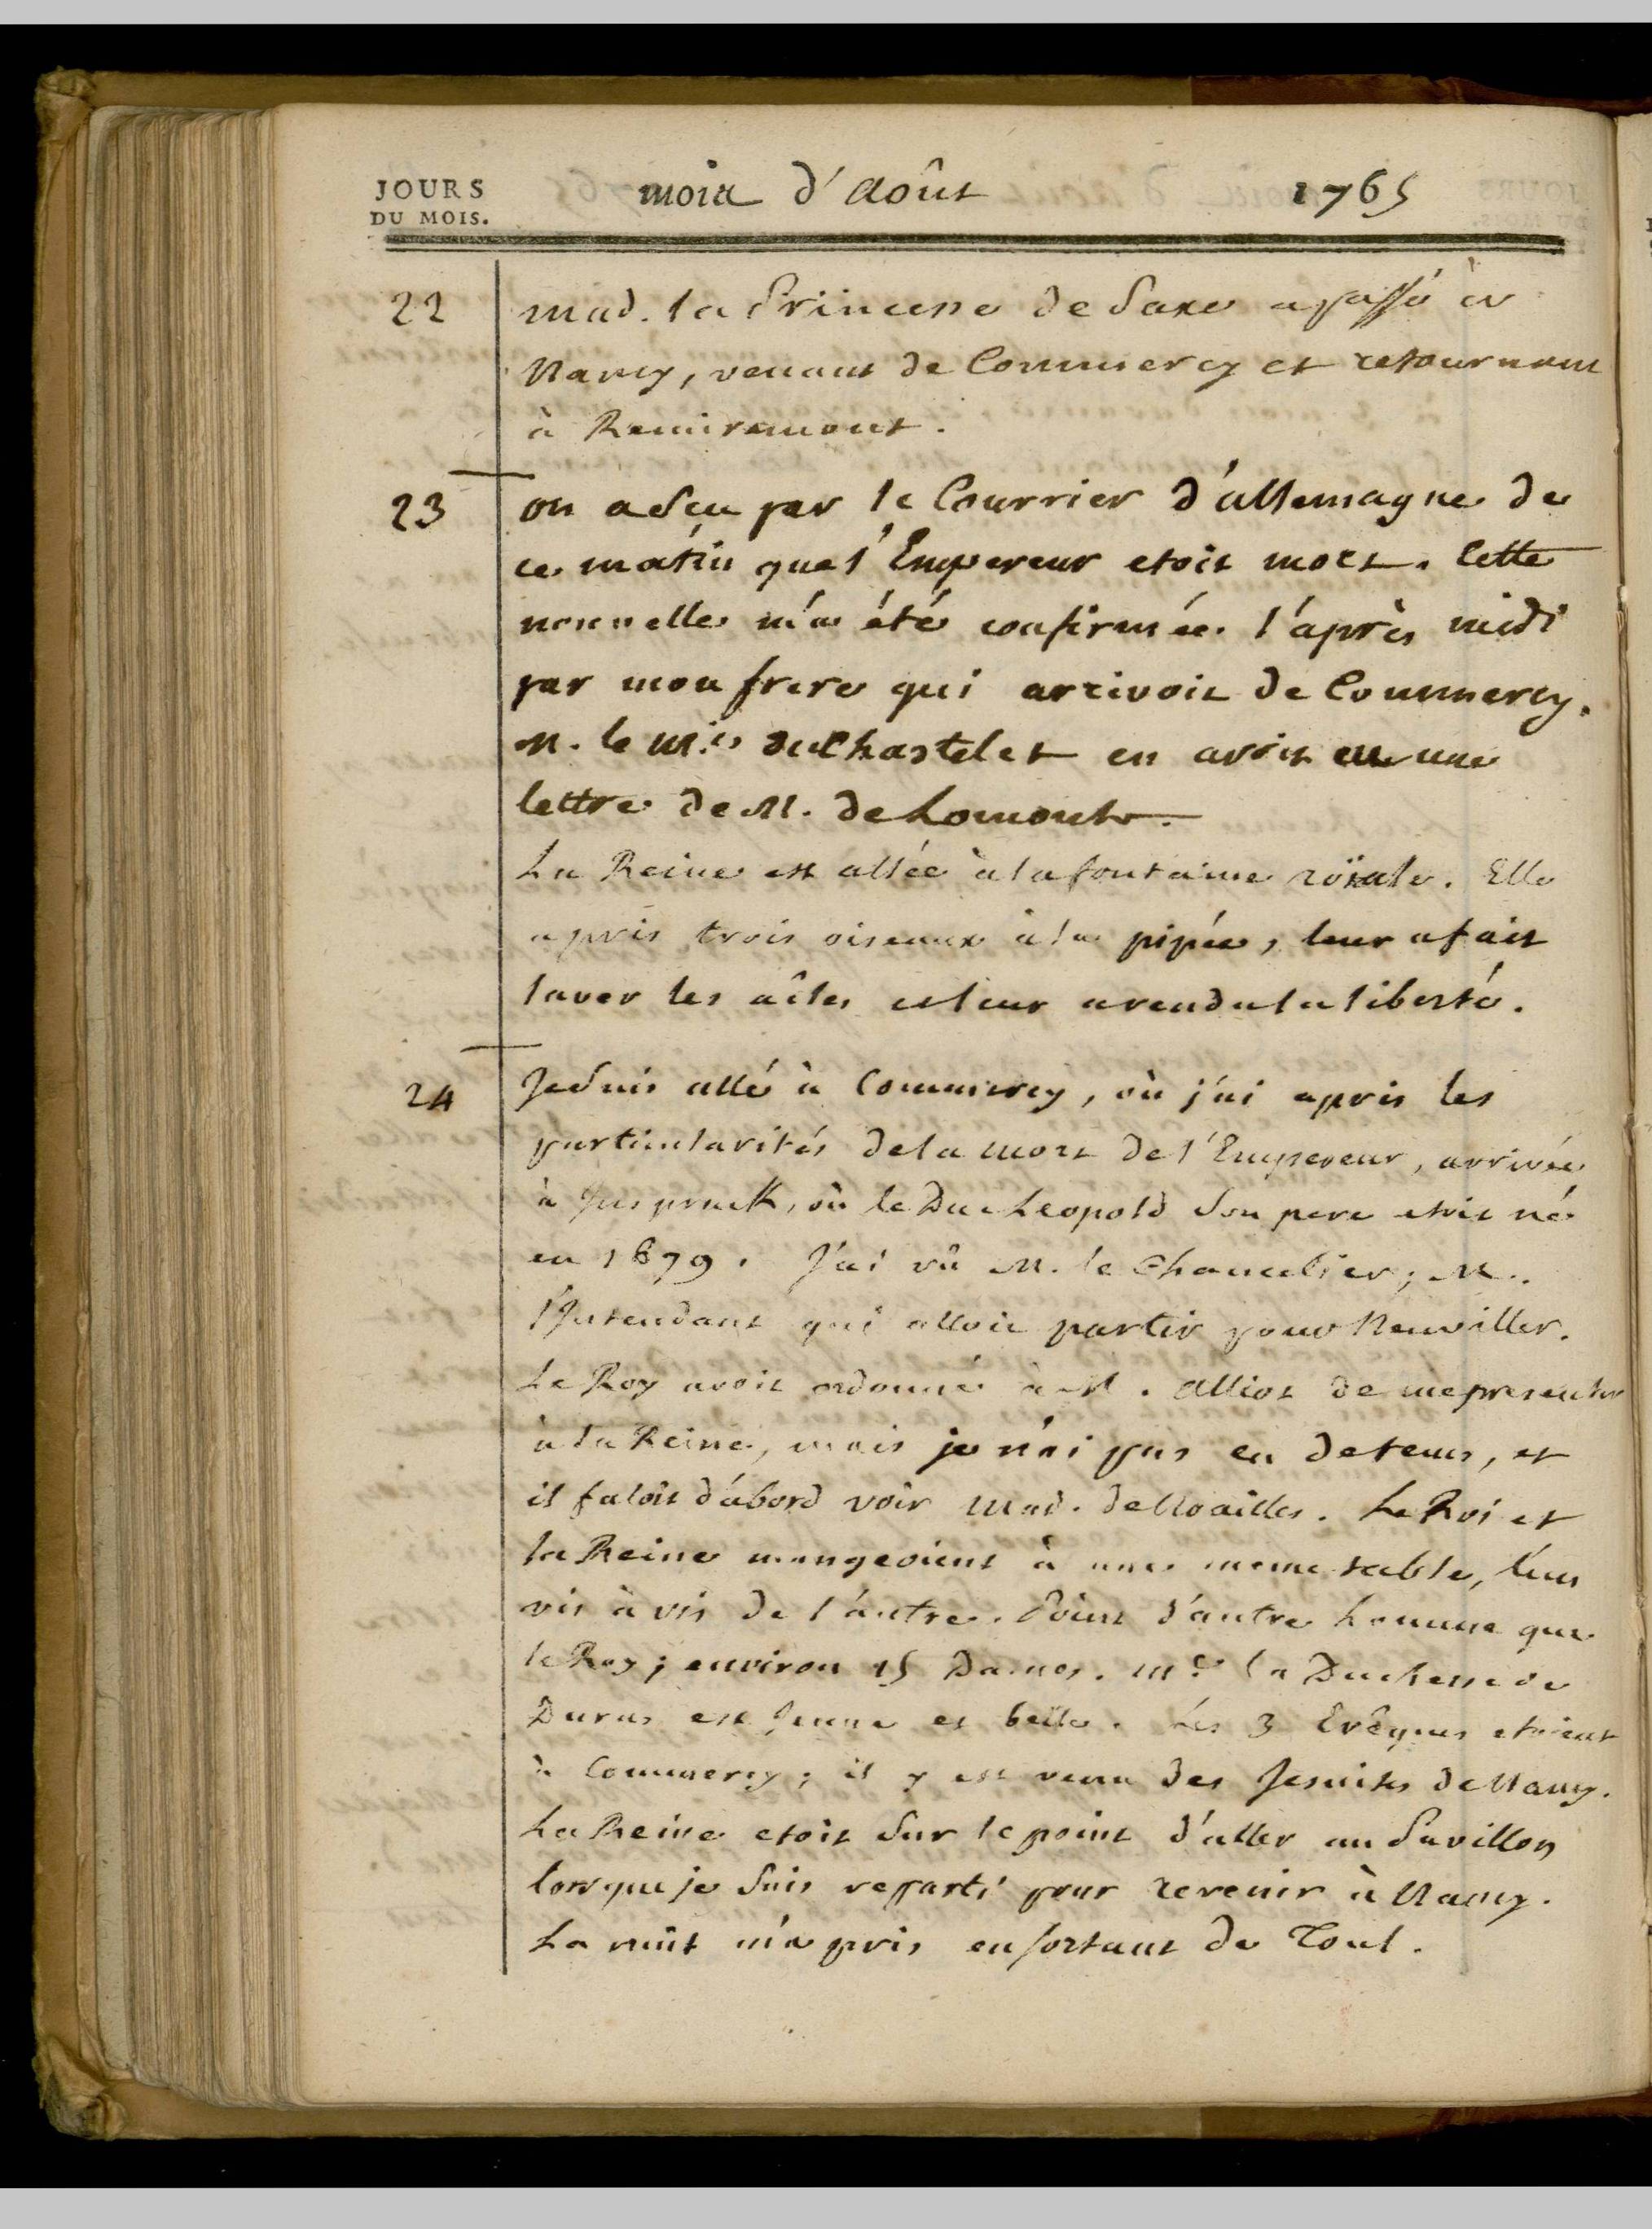 JOURS
DU MOIS.
mois d'Août 1765
22 mad. la Princesse de Saxe a passé à
Nancy, venant de Commercy et retournant
à Remiremont.
23 on a sçu par le Courrier d'allemagne de
ce matin que l'Empereur etoit mort. Cette
nouvelle m'a été confirmée l'après midi
par mon frere qui arrivoit de Commercy.
M. le M.is du Chastelet en avoit eu une
lettre de M. de Lomont.
La Reine est allée à la fontaine roïale. Elle
a pris trois oiseaux à la pipée, leur a fait
laver les aîles et leur a rendu la liberté.
24 Je suis allé à Commercy, où j'ai apris les
particularités de la mort de l'Empereur, arrivée
à Inspruck, où le Duc Leopold son pere etoit né
en 1679. J'ai vû M. le Chancelier; M.
l'Intendant qui alloit partir pour Neuviller.
Le Roy avoit ordonné à M. Alliot de me presenter
à la Reine, mais je n'ai pas eu de tems, et
il faloit d'abord voir Mad. de Noailles. Le Roi et
la Reine mangeoient à une meme table, l'un
vis à vis de l'autre. Point d'autre homme que
le Roy; environ 15 Dames. M.e la Duchesse de
Duras est jeune et belle. Les 3 Evêques etoient
à Commercy; il y est venu des Jesuites de Nancy.
La Reine etoit sur le point d'aller au Pavillon
lorsque je suis reparti pour revenir à Nancy.
La nuit m'a pris en sortant de Toul.